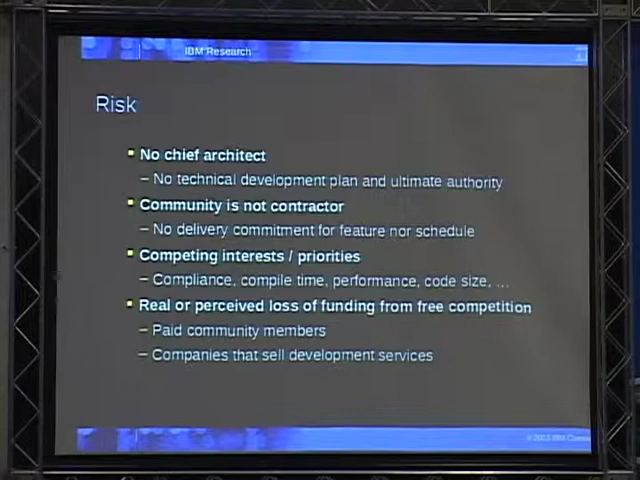 IBM Research
Risk
No chief architect
– No technical development plan and ultimate authority
Community is not contractor
– No delivery commitment for feature nor schedule
Competing interests / priorities
– Compliance, compile time, performance, code size, ...
Real or perceived loss of funding from free competition
– Paid community members
– Companies that sell development services
© 2003 IBM